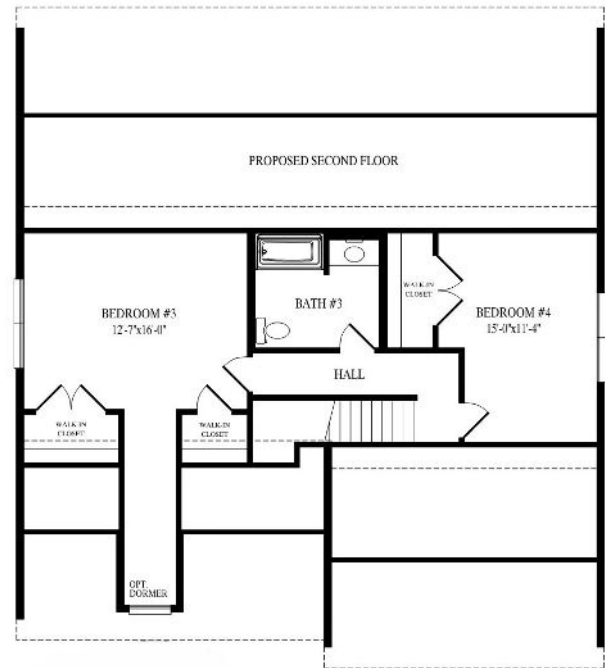 PROPOSED SECOND FLOOR
BEDROOM #3
12'-7"x16'-0"
BATH #3
WALK-IN
CLOSET
BEDROOM #4
15'-0"x11'-4"
HALL
WALK-IN
CLOSET
WALK-IN
CLOSET
OPT.
DORMER